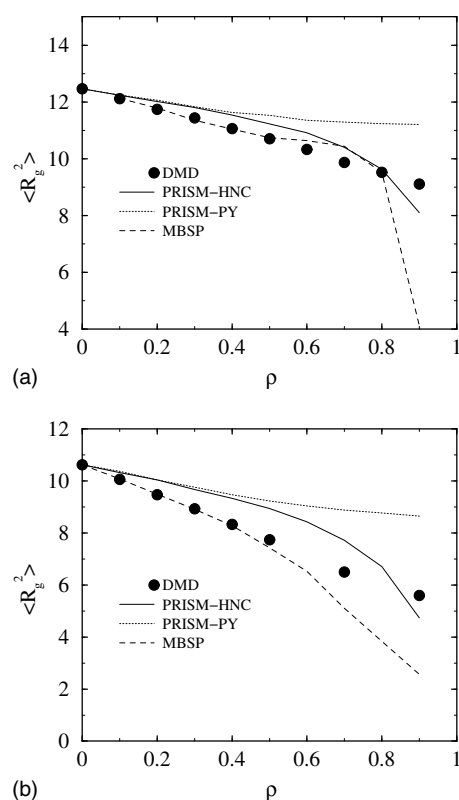 14
12
10
8
6
4
<R_g^2>
DMD
PRISM-HNC
PRISM-PY
MBSP
0 0.2 0.4 0.6 0.8 1
(a) ρ
12
10
8
6
4
2
0
<R_g^2>
DMD
PRISM-HNC
PRISM-PY
MBSP
0 0.2 0.4 0.6 0.8 1
(b) ρ